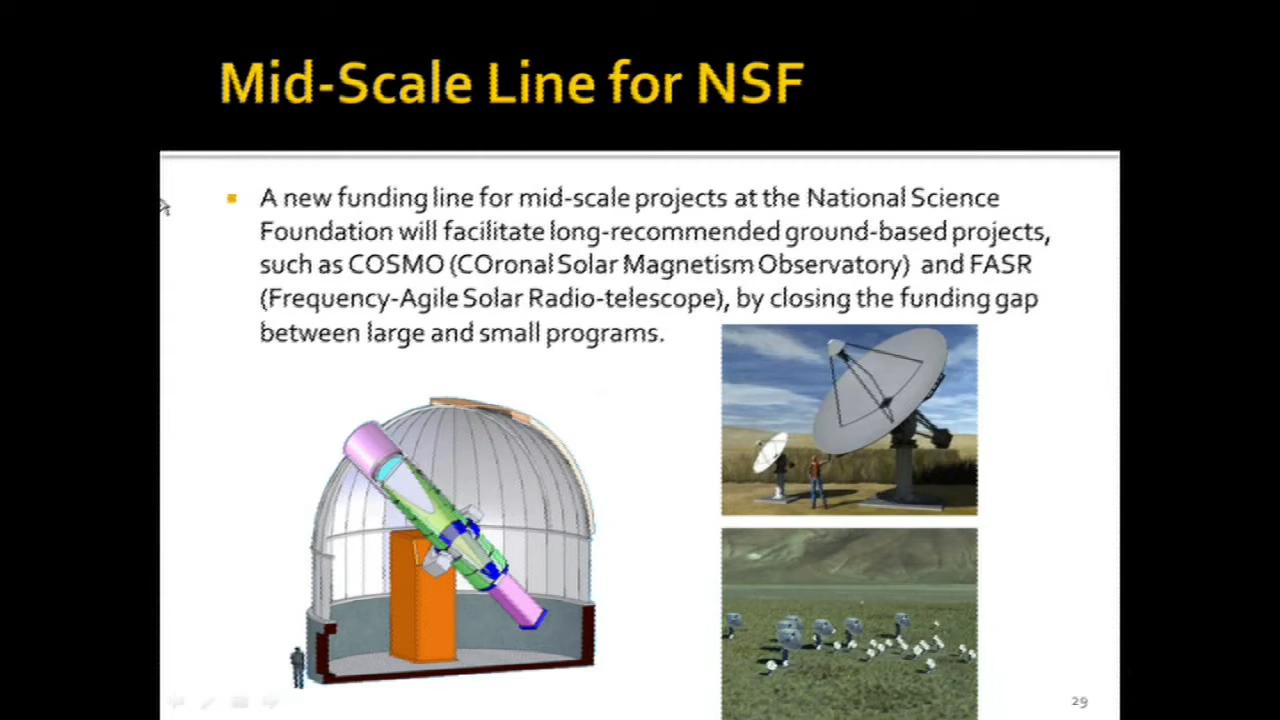 Mid-Scale Line for NSF
A new funding line for mid-scale projects at the National Science
Foundation will facilitate long-recommended ground-based projects,
such as COSMO (COronal Solar Magnetism Observatory) and FASR
(Frequency-Agile Solar Radio-telescope), by closing the funding gap
between large and small programs.
29